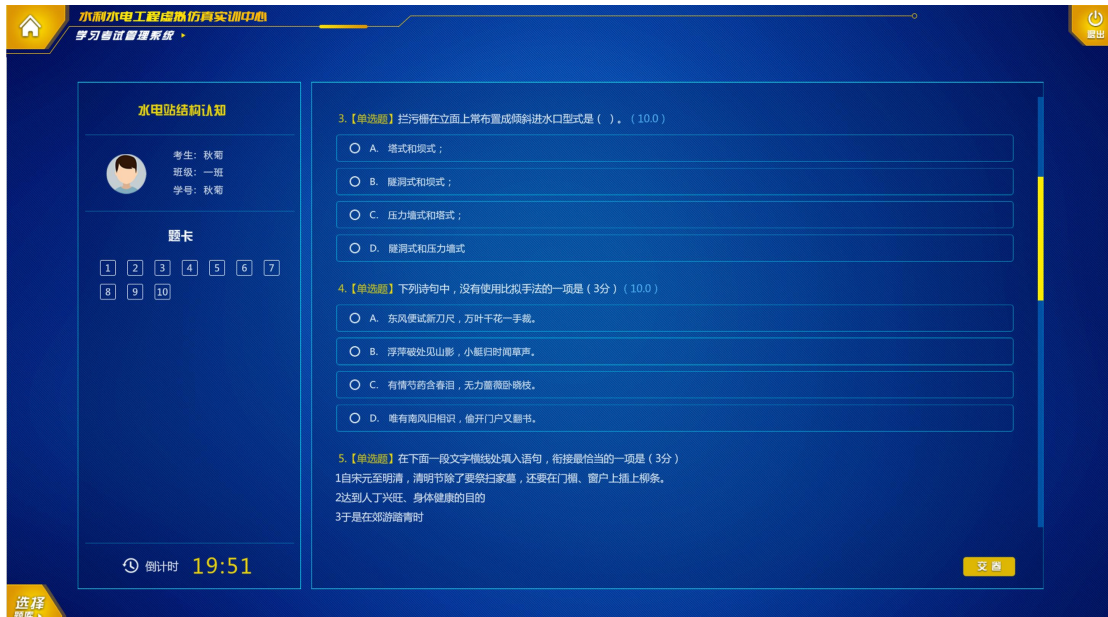 水利水电工程虚拟仿真实训中心
学习考试管理系统
退出
水电站结构认知
考生：秋菊
班级：一班
学号：秋菊
题卡
1 2 3 4 5 6 7
8 9 10
倒计时 19:51
3.【单选题】拦污栅在立面上常布置成倾斜进水口型式是（ ）。（10.0）
A. 塔式和坝式；
B. 隧洞式和坝式；
C. 压力墙式和塔式；
D. 隧洞式和压力墙式
4.【单选题】下列诗句中，没有使用比拟手法的一项是（3分）（10.0）
A. 东风便试新刀尺，万叶千花一手裁。
B. 浮萍破处见山影，小艇归时闻草声。
C. 有情芍药含春泪，无力蔷薇卧晓枝。
D. 唯有南风旧相识，偷开门户又翻书。
5.【单选题】在下面一段文字横线处填入语句，衔接最恰当的一项是（3分）
1自宋元至明清，清明节除了要祭扫家墓，还要在门楣、窗户上插上柳条。
2达到人丁兴旺、身体健康的目的
3于是在郊游踏青时
交卷
选择
题库